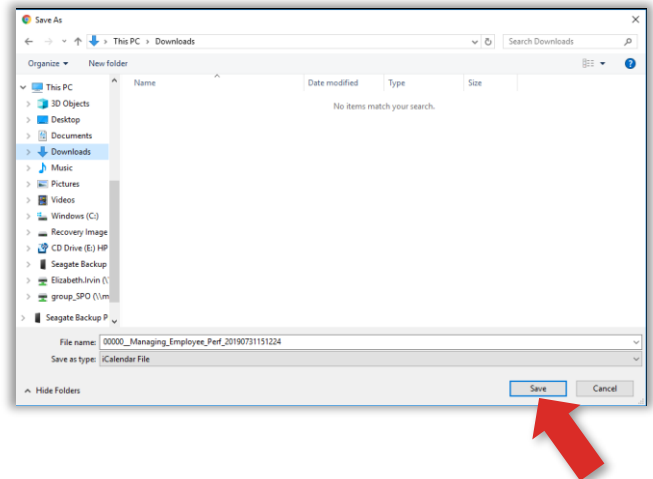 Save As
This PC > Downloads
Search Downloads
Organize
New folder
Name
Date modified
Type
Size
No items match your search.
This PC
3D Objects
Desktop
Documents
Downloads
Music
Pictures
Videos
Windows (C:)
Recovery Image
CD Drive (E:) HP
Seagate Backup
Elizabeth.Irvin (\\
group_SPO (\\m
Seagate Backup P
File name: 00000__Managing_Employee_Perf_20190731151224
Save as type: iCalendar File
Hide Folders
Save
Cancel